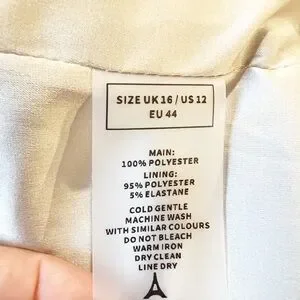 SIZE UK 16 / US 12
EU 44
MAIN:
100% POLYESTER
LINING:
95% POLYESTER
5% ELASTANE
COLD GENTLE
MACHINE WASH
WITH SIMILAR COLOURS
DO NOT BLEACH
WARM IRON
DRY CLEAN
LINE DRY